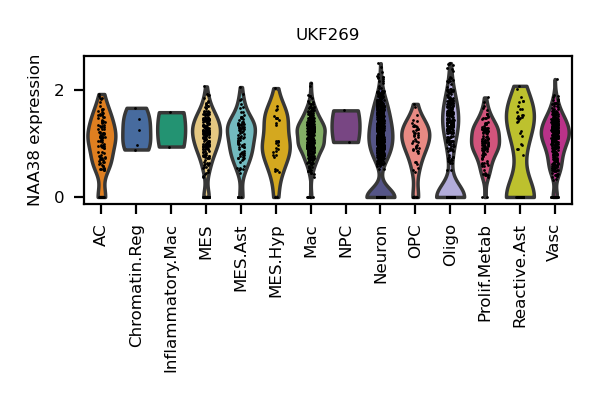 UKF269
NAA38 expression
2
0
AC
Chromatin.Reg
Inflammatory.Mac
MES
MES.Ast
MES.Hyp
Mac
NPC
Neuron
OPC
Oligo
Prolif.Metab
Reactive.Ast
Vasc